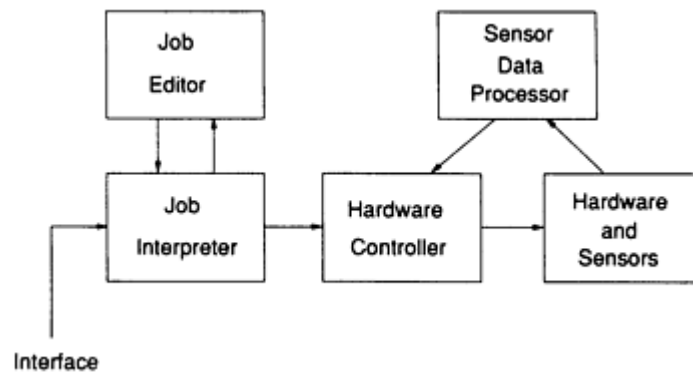 Job
Editor
Sensor
Data
Processor
Job
Interpreter
Hardware
Controller
Hardware
and
Sensors
Interface